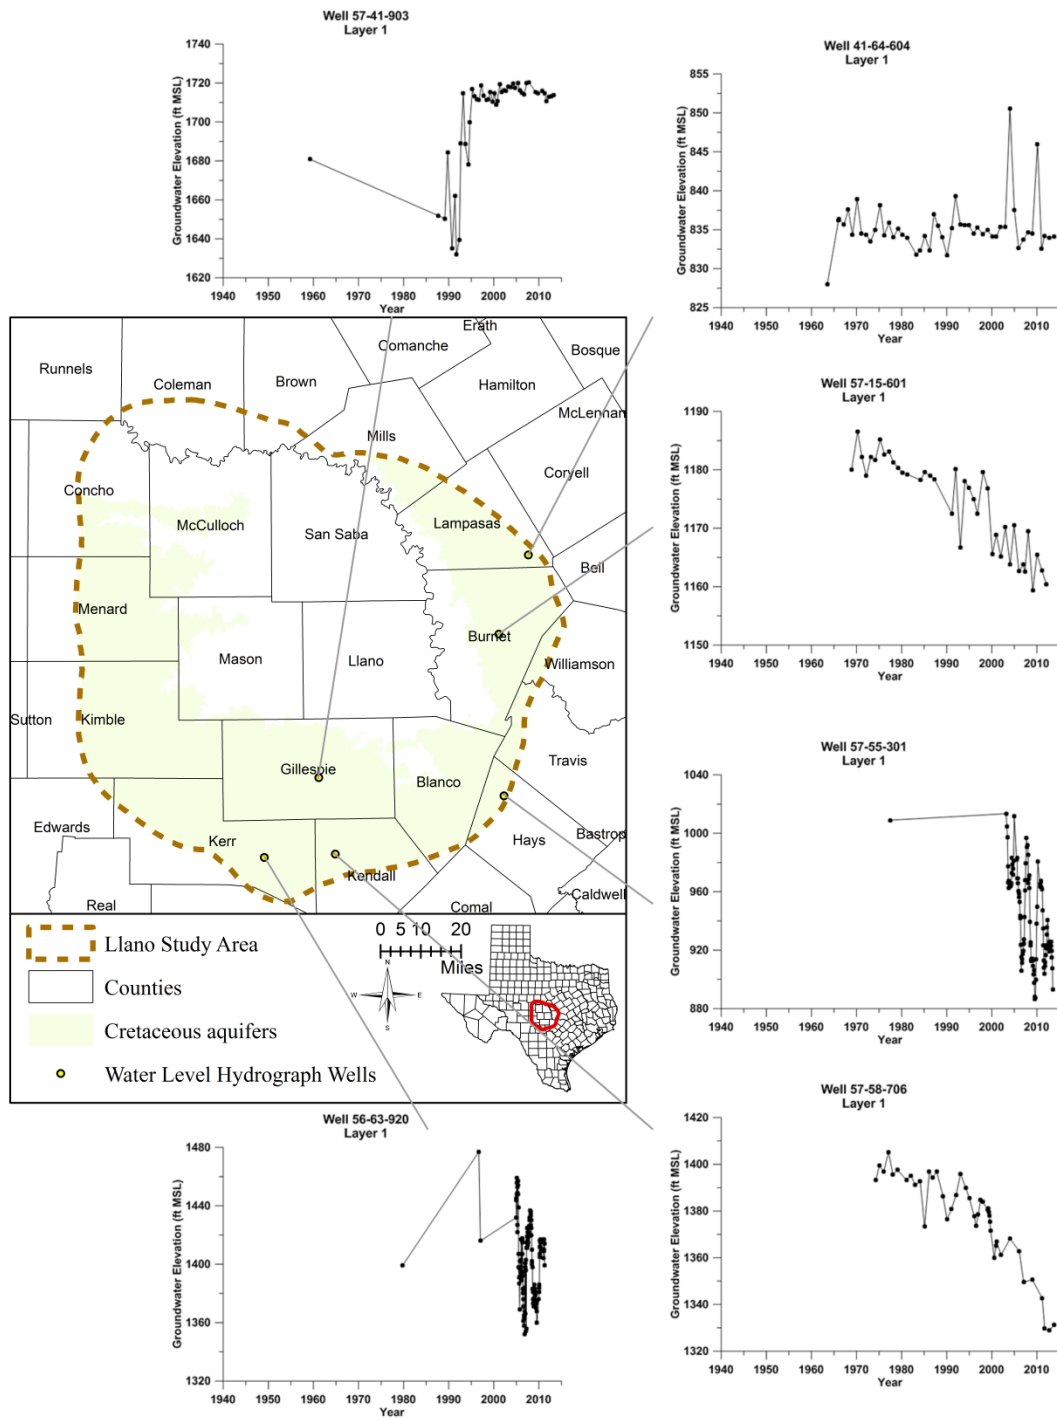 Well 57-41-903
Layer 1
Groundwater Elevation (ft MSL)
1740
1720
1700
1680
1660
1640
1620
1940 1950 1960 1970 1980 1990 2000 2010
Year
Well 41-64-604
Layer 1
Groundwater Elevation (ft MSL)
855
850
845
840
835
830
825
1940 1950 1960 1970 1980 1990 2000 2010
Year
Well 57-15-601
Layer 1
Groundwater Elevation (ft MSL)
1190
1180
1170
1160
1150
1940 1950 1960 1970 1980 1990 2000 2010
Year
Well 57-55-301
Layer 1
Groundwater Elevation (ft MSL)
1040
1000
960
920
880
1940 1950 1960 1970 1980 1990 2000 2010
Year
Well 57-58-706
Layer 1
Groundwater Elevation (ft MSL)
1420
1400
1380
1360
1340
1320
1940 1950 1960 1970 1980 1990 2000 2010
Year
Well 56-63-920
Layer 1
Groundwater Elevation (ft MSL)
1480
1440
1400
1360
1320
1940 1950 1960 1970 1980 1990 2000 2010
Year
Erath
Comanche
Bosque
Runnels
Coleman
Brown
Hamilton
McLennan
Mills
Coryell
Concho
McCulloch
San Saba
Lampasas
Bell
Menard
Burnet
Mason
Llano
Williamson
Sutton
Kimble
Gillespie
Blanco
Travis
Edwards
Kerr
Hays
Bastrop
Kendall
Real
Comal
Caldwell
Llano Study Area
Counties
Cretaceous aquifers
Water Level Hydrograph Wells
0 5 10 20
Miles
N
W E
S